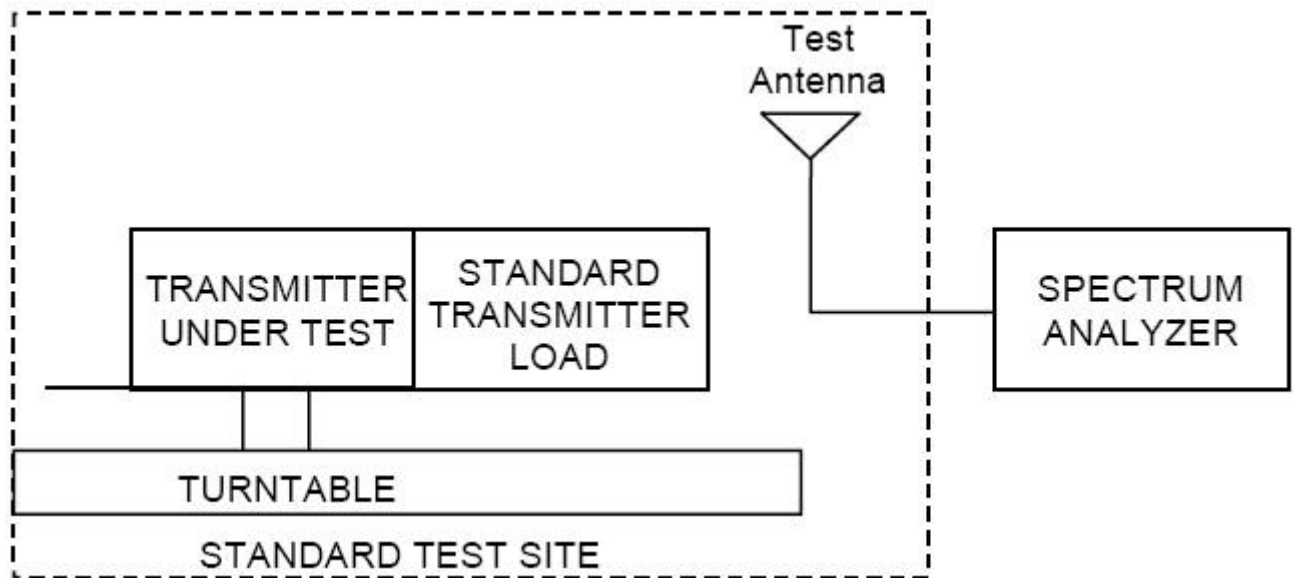 Test
Antenna
TRANSMITTER
UNDER TEST
STANDARD
TRANSMITTER
LOAD
SPECTRUM
ANALYZER
TURNTABLE
STANDARD TEST SITE